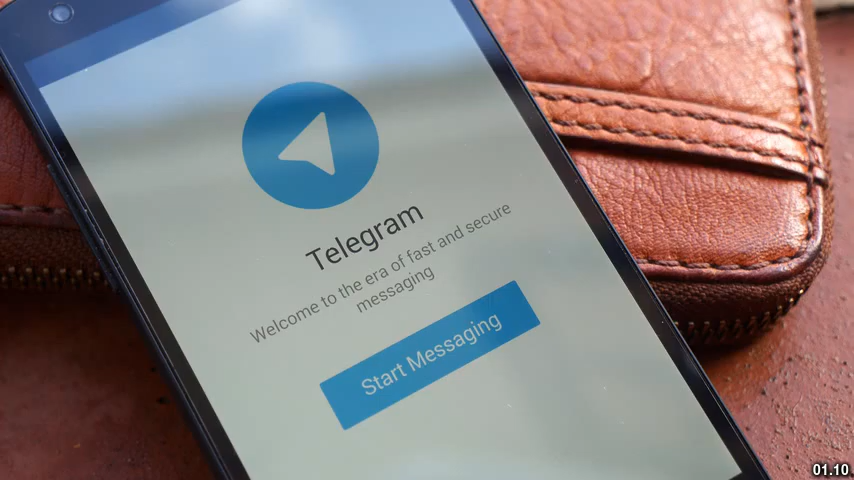 Telegram
Welcome to the era of fast and secure
messaging
Start Messaging
01.10